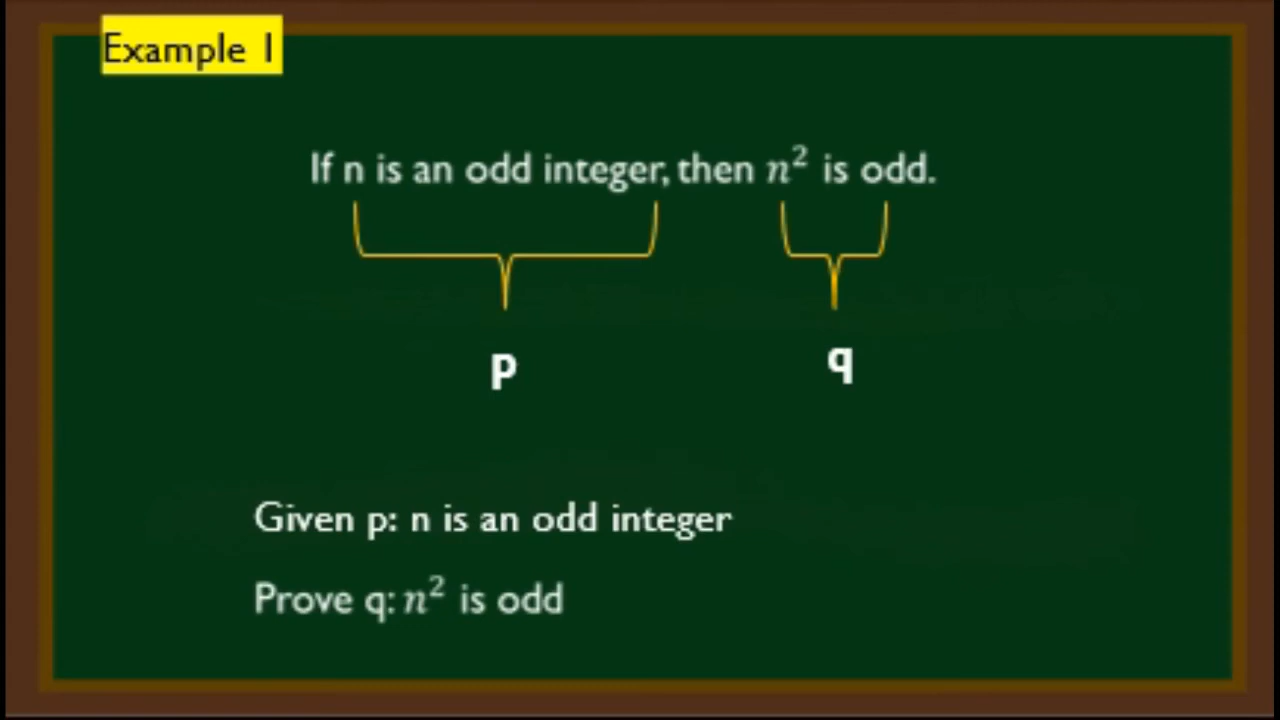 Example 1
If n is an odd integer, then n² is odd.
p q
Given p: n is an odd integer
Prove q: n² is odd